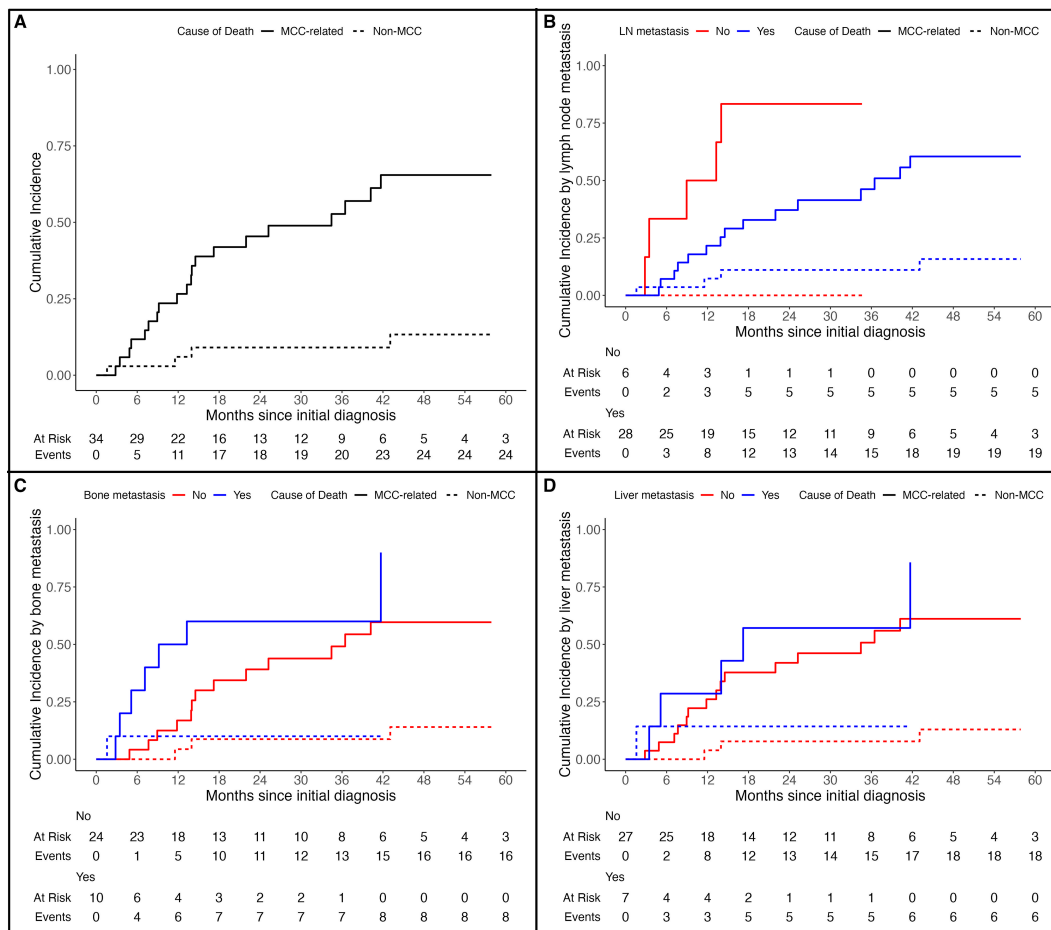 A
Cause of Death MCC-related Non-MCC
Cumulative Incidence
1.00
0.75
0.50
0.25
0.00
0 6 12 18 24 30 36 42 48 54 60
Months since initial diagnosis
At Risk 34 29 22 16 13 12 9 6 5 4 3
Events 0 5 11 17 18 19 20 23 24 24 24
B
LN metastasis No Yes Cause of Death MCC-related Non-MCC
Cumulative Incidence by lymph node metastasis
1.00
0.75
0.50
0.25
0.00
0 6 12 18 24 30 36 42 48 54 60
Months since initial diagnosis
No
At Risk 6 4 3 1 1 1 0 0 0 0 0
Events 0 2 3 5 5 5 5 5 5 5 5
Yes
At Risk 28 25 19 15 12 11 9 6 5 4 3
Events 0 3 8 12 13 14 15 18 19 19 19
C
Bone metastasis No Yes Cause of Death MCC-related Non-MCC
Cumulative Incidence by bone metastasis
1.00
0.75
0.50
0.25
0.00
0 6 12 18 24 30 36 42 48 54 60
Months since initial diagnosis
No
At Risk 24 23 18 13 11 10 8 6 5 4 3
Events 0 1 5 10 11 12 13 15 16 16 16
Yes
At Risk 10 6 4 3 2 2 1 0 0 0 0
Events 0 4 6 7 7 7 7 8 8 8 8
D
Liver metastasis No Yes Cause of Death MCC-related Non-MCC
Cumulative Incidence by liver metastasis
1.00
0.75
0.50
0.25
0.00
0 6 12 18 24 30 36 42 48 54 60
Months since initial diagnosis
No
At Risk 27 25 18 14 12 11 8 6 5 4 3
Events 0 2 8 12 13 14 15 17 18 18 18
Yes
At Risk 7 4 4 2 1 1 1 0 0 0 0
Events 0 3 3 5 5 5 5 6 6 6 6